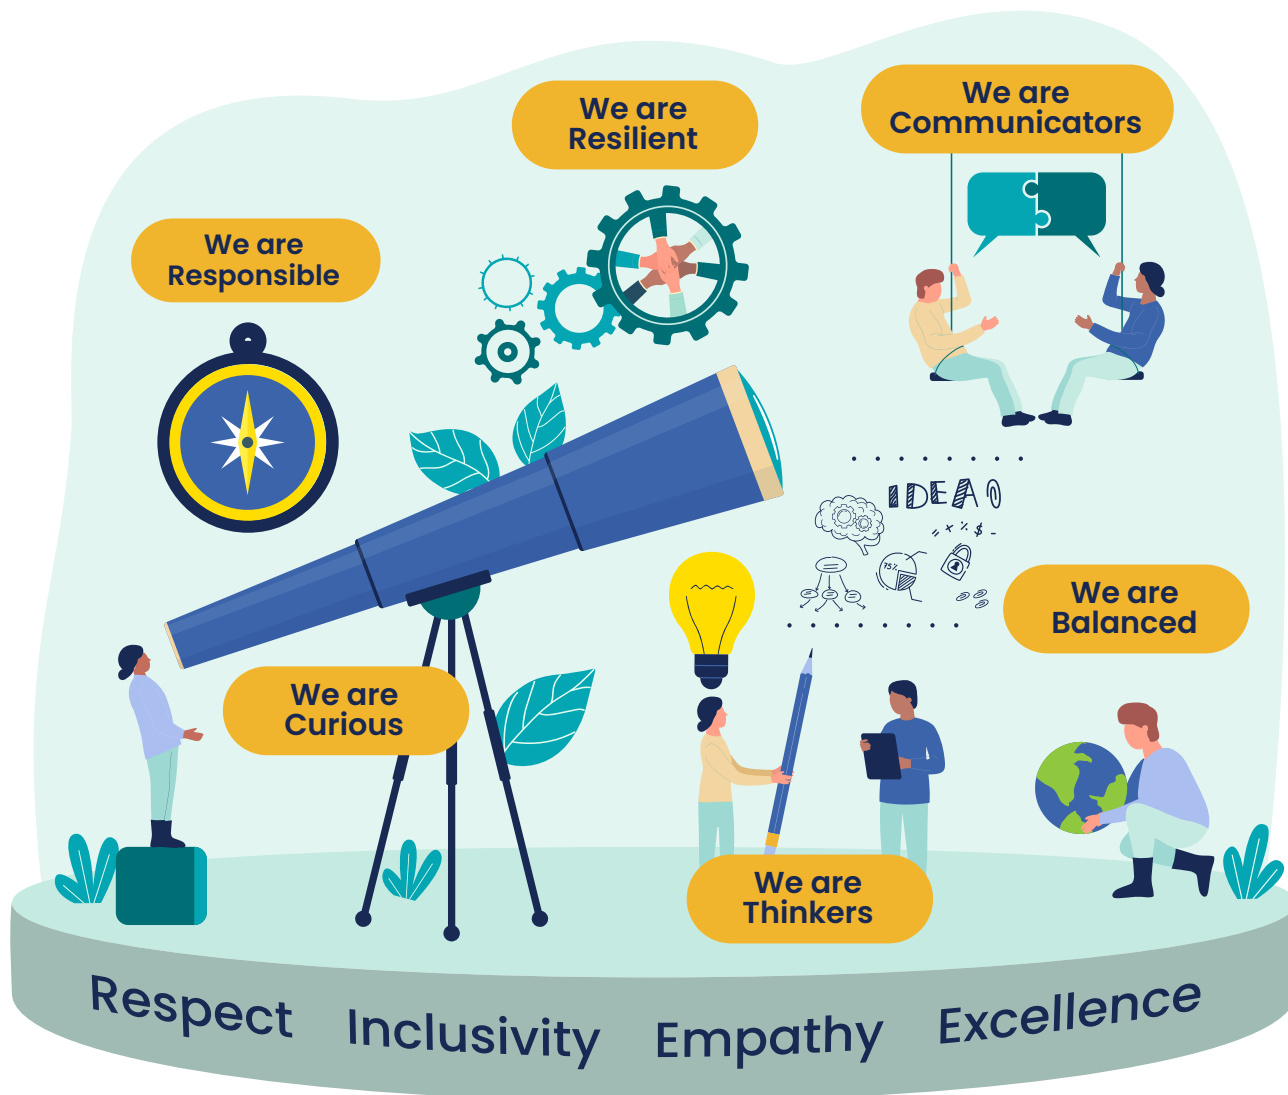 We are
Resilient
We are
Communicators
We are
Responsible
IDEA
= + % $ -
75%
We are
Balanced
We are
Curious
We are
Thinkers
Respect
Inclusivity
Empathy
Excellence